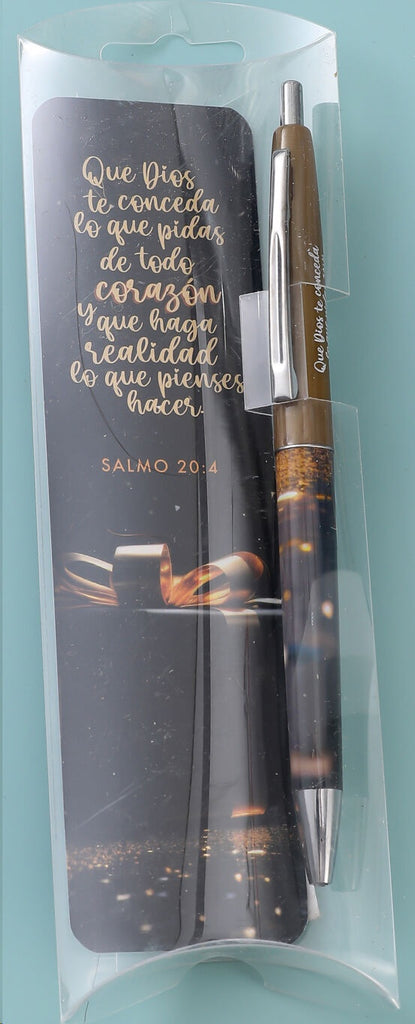 Que Dios
te conceda
lo que pidas
de todo
corazón
y que haga
realidad
lo que pienses
hacer.
SALMO 20:4
Que Dios te conceda